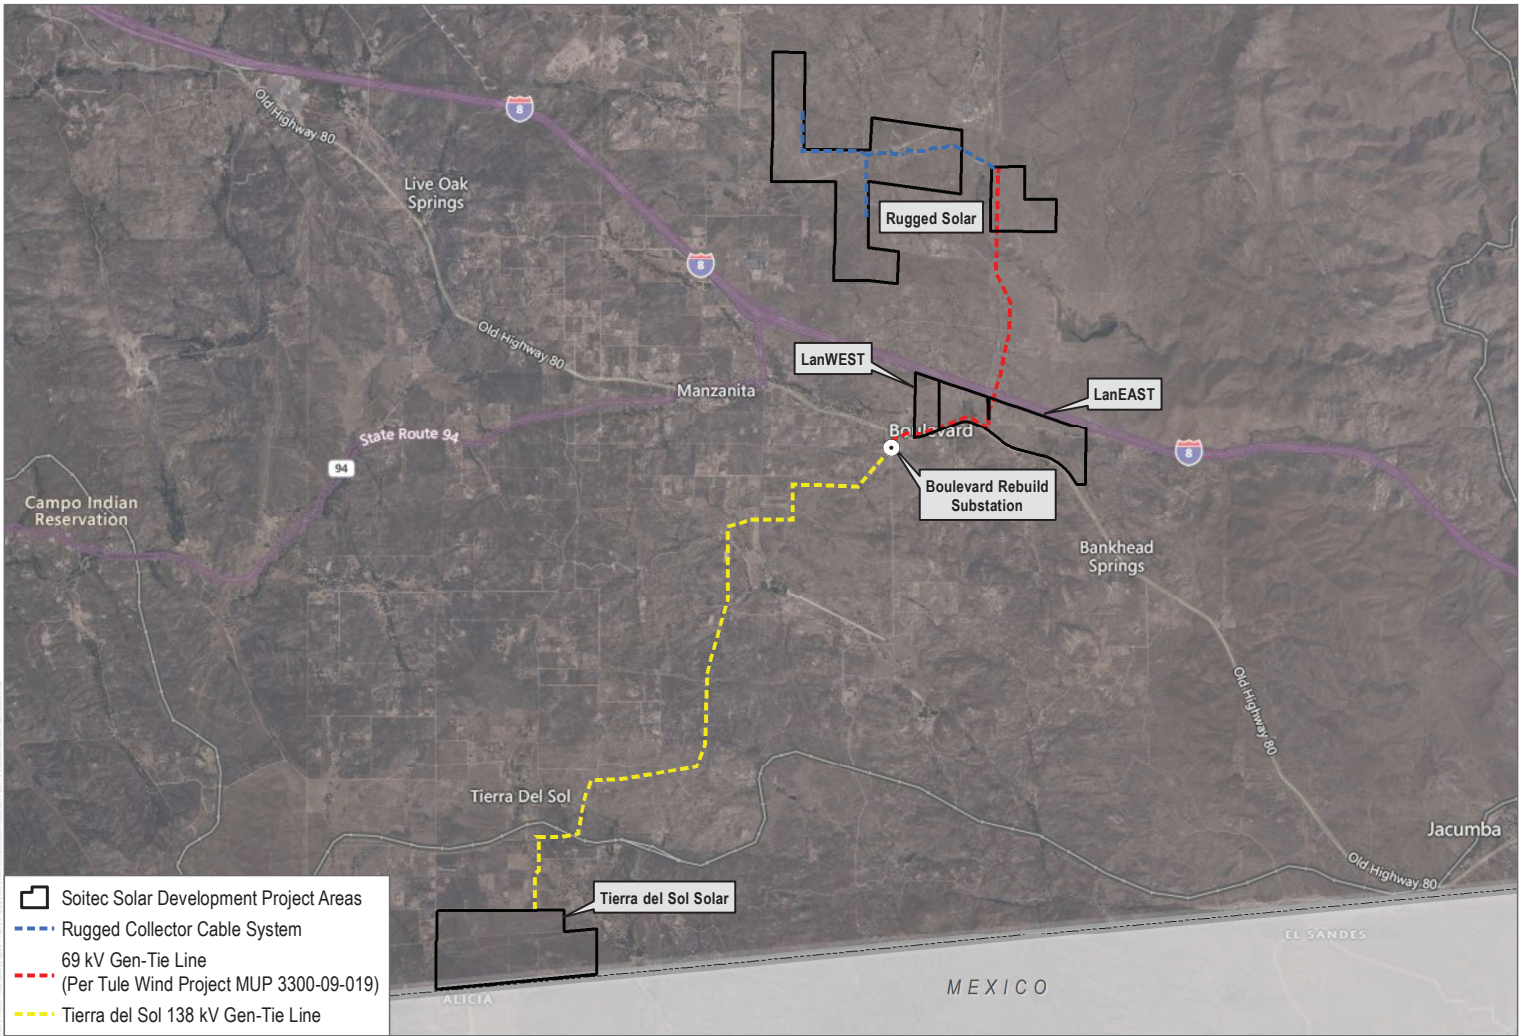 8
Old Highway 80
Live Oak
Springs
Rugged Solar
8
Old Highway 80
LanWEST
Manzanita
LanEAST
State Route 94
94
Boulevard
8
Boulevard Rebuild
Substation
Campo Indian
Reservation
Bankhead
Springs
Old Highway 80
Tierra Del Sol
Jacumba
Old Highway 80
Tierra del Sol Solar
EL SANDES
MEXICO
ALICIA
Soitec Solar Development Project Areas
Rugged Collector Cable System
69 kV Gen-Tie Line
(Per Tule Wind Project MUP 3300-09-019)
Tierra del Sol 138 kV Gen-Tie Line